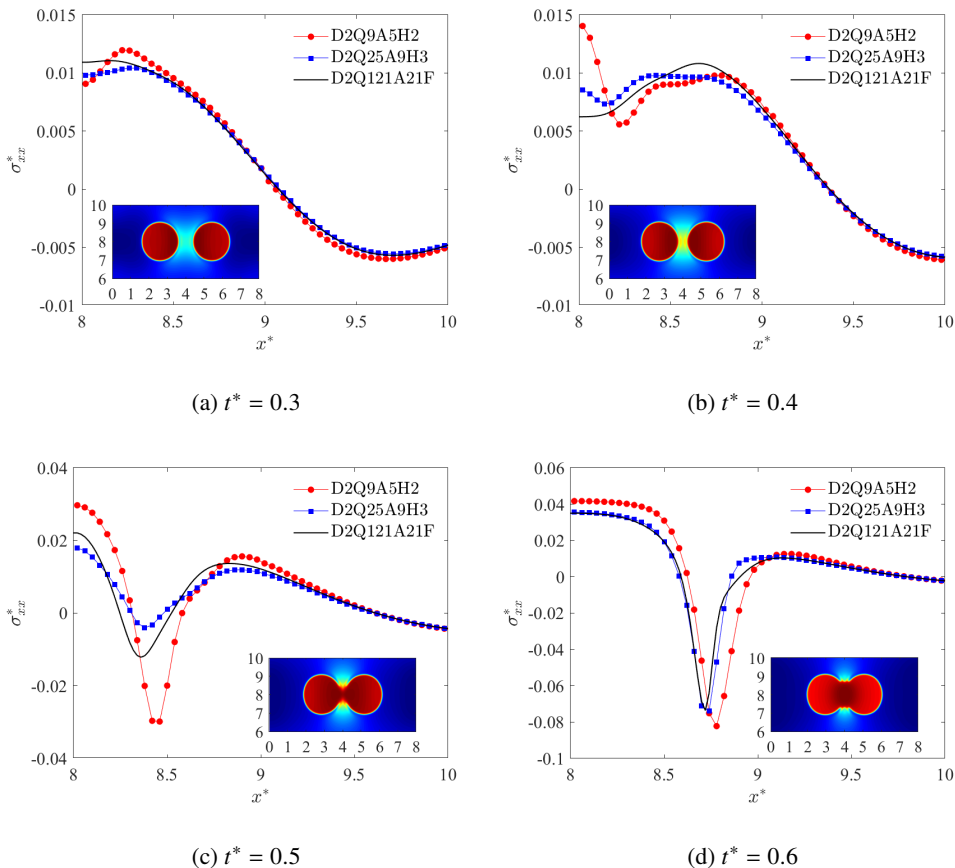 0.015
0.01
0.005
0
-0.005
-0.01
σ*xx
D2Q9A5H2
D2Q25A9H3
D2Q121A21F
10
9
8
7
6
0 1 2 3 4 5 6 7 8
8 8.5 9 9.5 10
x*
(a) t* = 0.3
0.015
0.01
0.005
0
-0.005
-0.01
σ*xx
D2Q9A5H2
D2Q25A9H3
D2Q121A21F
10
9
8
7
6
0 1 2 3 4 5 6 7 8
8 8.5 9 9.5 10
x*
(b) t* = 0.4
0.04
0.02
0
-0.02
-0.04
σ*xx
D2Q9A5H2
D2Q25A9H3
D2Q121A21F
10
9
8
7
6
0 1 2 3 4 5 6 7 8
8 8.5 9 9.5 10
x*
(c) t* = 0.5
0.06
0.04
0.02
0
-0.02
-0.04
-0.06
-0.08
-0.1
σ*xx
D2Q9A5H2
D2Q25A9H3
D2Q121A21F
10
9
8
7
6
0 1 2 3 4 5 6 7 8
8 8.5 9 9.5 10
x*
(d) t* = 0.6